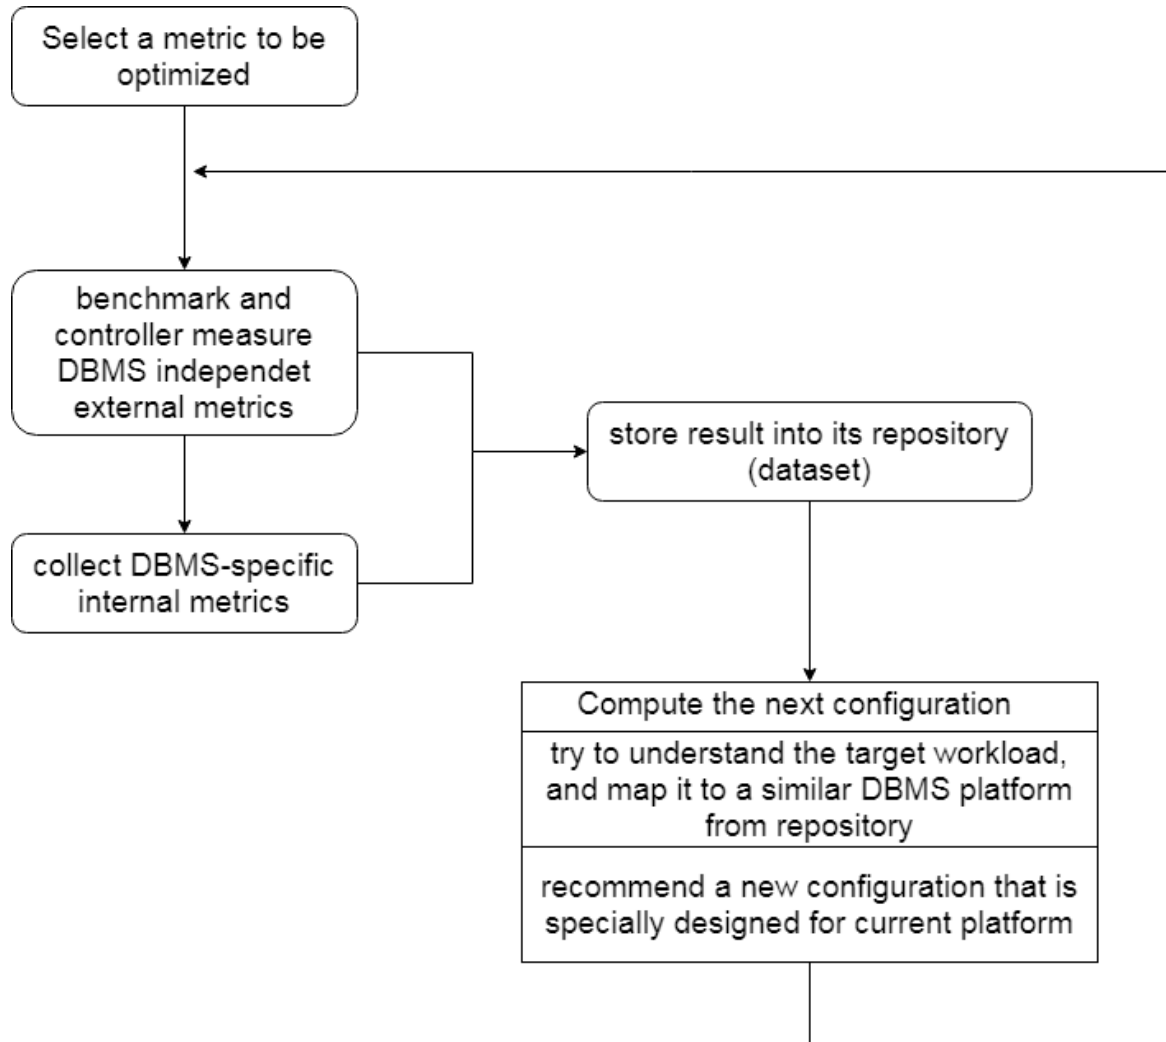 Select a metric to be
optimized
benchmark and
controller measure
DBMS independet
external metrics
store result into its repository
(dataset)
collect DBMS-specific
internal metrics
Compute the next configuration
try to understand the target workload,
and map it to a similar DBMS platform
from repository
recommend a new configuration that is
specially designed for current platform